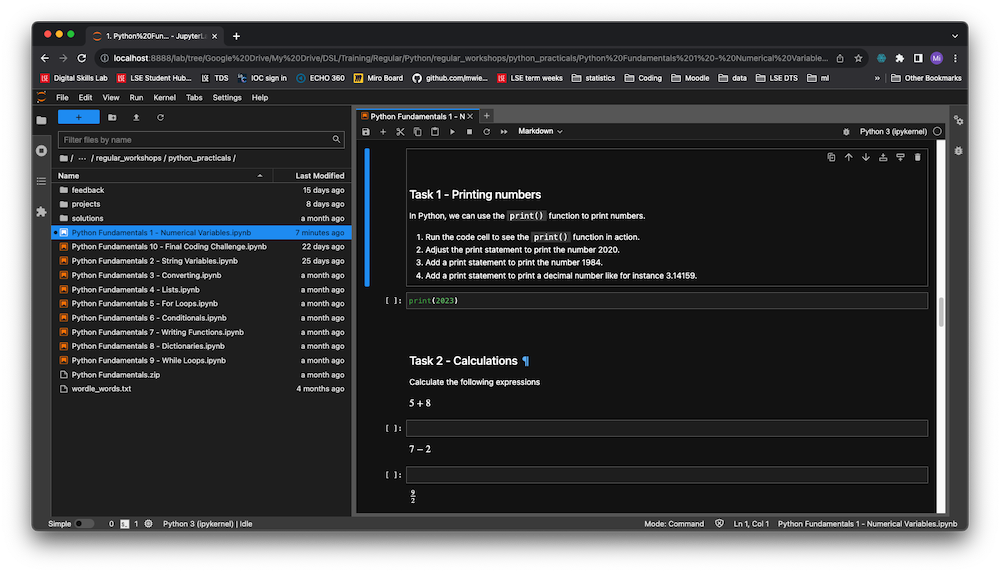 1. Python%20Fun... - JupyterLa
localhost:8888/lab/tree/Google%20Drive/My%20Drive/DSL/Training/Regular/Python/regular_workshops/python_practicals/Python%20Fundamentals%201%20-%20Numerical%20Variable...
Mi
Digital Skills Lab LSE Student Hub... TDS IOC sign in ECHO 360 Miro Board github.com/mwie... LSE term weeks statistics Coding Moodle data LSE DTS ml » Other Bookmarks
File Edit View Run Kernel Tabs Settings Help
Python Fundamentals 1 - N
Markdown
Python 3 (ipykernel)
Filter files by name
/ ··· / regular_workshops / python_practicals /
Name Last Modified
feedback 15 days ago
projects 8 days ago
solutions a month ago
Python Fundamentals 1 - Numerical Variables.ipynb 7 minutes ago
Python Fundamentals 10 - Final Coding Challenge.ipynb 22 days ago
Python Fundamentals 2 - String Variables.ipynb 25 days ago
Python Fundamentals 3 - Converting.ipynb a month ago
Python Fundamentals 4 - Lists.ipynb a month ago
Python Fundamentals 5 - For Loops.ipynb a month ago
Python Fundamentals 6 - Conditionals.ipynb a month ago
Python Fundamentals 7 - Writing Functions.ipynb a month ago
Python Fundamentals 8 - Dictionaries.ipynb a month ago
Python Fundamentals 9 - While Loops.ipynb a month ago
Python Fundamentals.zip a month ago
wordle_words.txt 4 months ago
Task 1 - Printing numbers
In Python, we can use the print() function to print numbers.
1. Run the code cell to see the print() function in action.
2. Adjust the print statement to print the number 2020.
3. Add a print statement to print the number 1984.
4. Add a print statement to print a decimal number like for instance 3.14159.
[ ]: print(2023)
Task 2 - Calculations ¶
Calculate the following expressions
5 + 8
[ ]:
7 − 2
[ ]:
9
2
Simple 0 1 Python 3 (ipykernel) | Idle
Mode: Command Ln 1, Col 1 Python Fundamentals 1 - Numerical Variables.ipynb